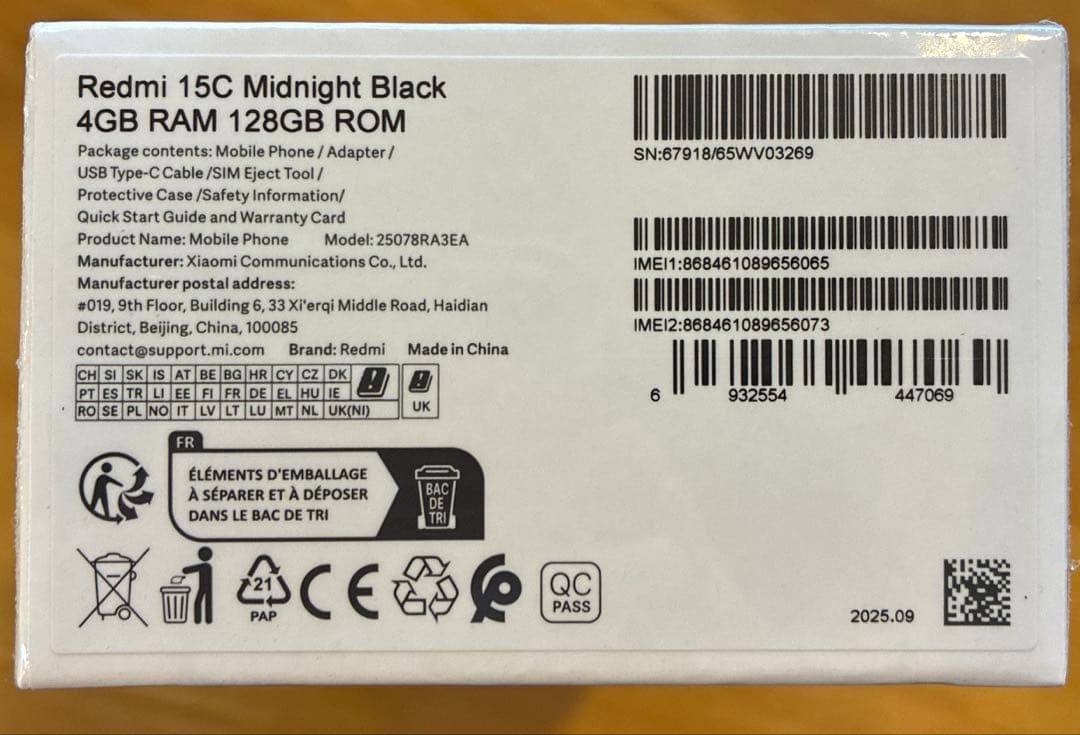 Redmi 15C Midnight Black
4GB RAM 128GB ROM
Package contents: Mobile Phone / Adapter /
USB Type-C Cable /SIM Eject Tool /
Protective Case /Safety Information/
Quick Start Guide and Warranty Card
Product Name: Mobile Phone Model: 25078RA3EA
Manufacturer: Xiaomi Communications Co., Ltd.
Manufacturer postal address:
#019, 9th Floor, Building 6, 33 Xi'erqi Middle Road, Haidian
District, Beijing, China, 100085
contact@support.mi.com Brand: Redmi Made in China
CH SI SK IS AT BE BG HR CY CZ DK
PT ES TR LI EE FI FR DE EL HU IE
RO SE PL NO IT LV LT LU MT NL UK(NI)
UK
FR
ÉLÉMENTS D'EMBALLAGE
À SÉPARER ET À DÉPOSER
DANS LE BAC DE TRI
BAC
DE
TRI
21
PAP
CE
QC
PASS
SN:67918/65WV03269
IMEI1:868461089656065
IMEI2:868461089656073
6 932554 447069
2025.09